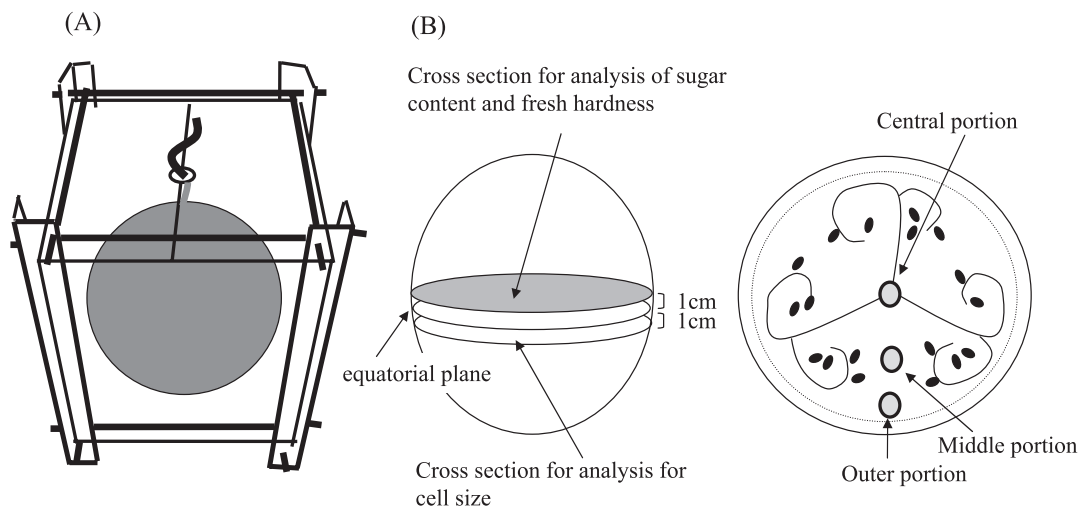 (A)
(B)
Cross section for analysis of sugar
content and fresh hardness
Central portion
1cm
1cm
equatorial plane
Middle portion
Outer portion
Cross section for analysis for
cell size